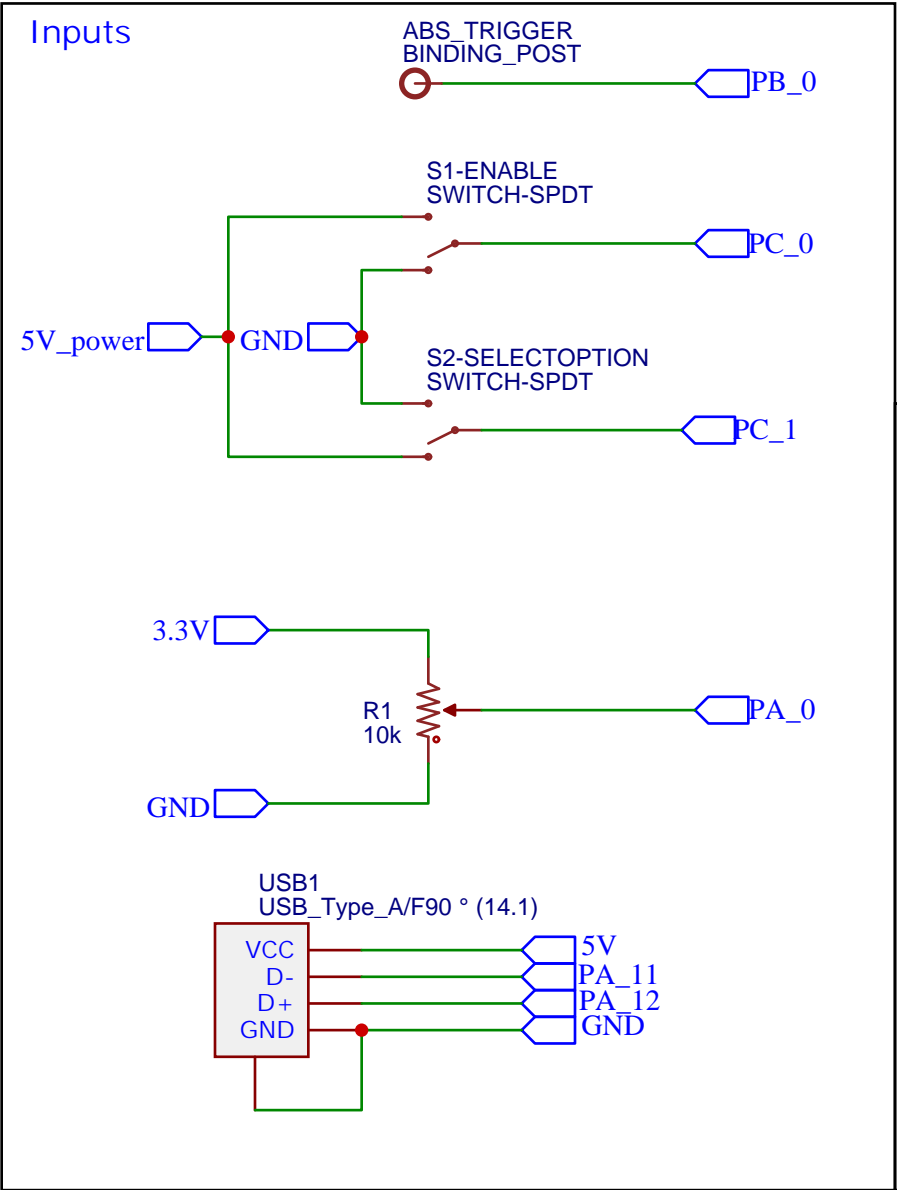 Inputs
ABS_TRIGGER
BINDING_POST
PB_0
S1-ENABLE
SWITCH-SPDT
PC_0
5V_power
GND
S2-SELECTOPTION
SWITCH-SPDT
PC_1
3.3V
R1
10k
PA_0
GND
USB1
USB_Type_A/F90 ° (14.1)
VCC
5V
D-
PA_11
D+
PA_12
GND
GND